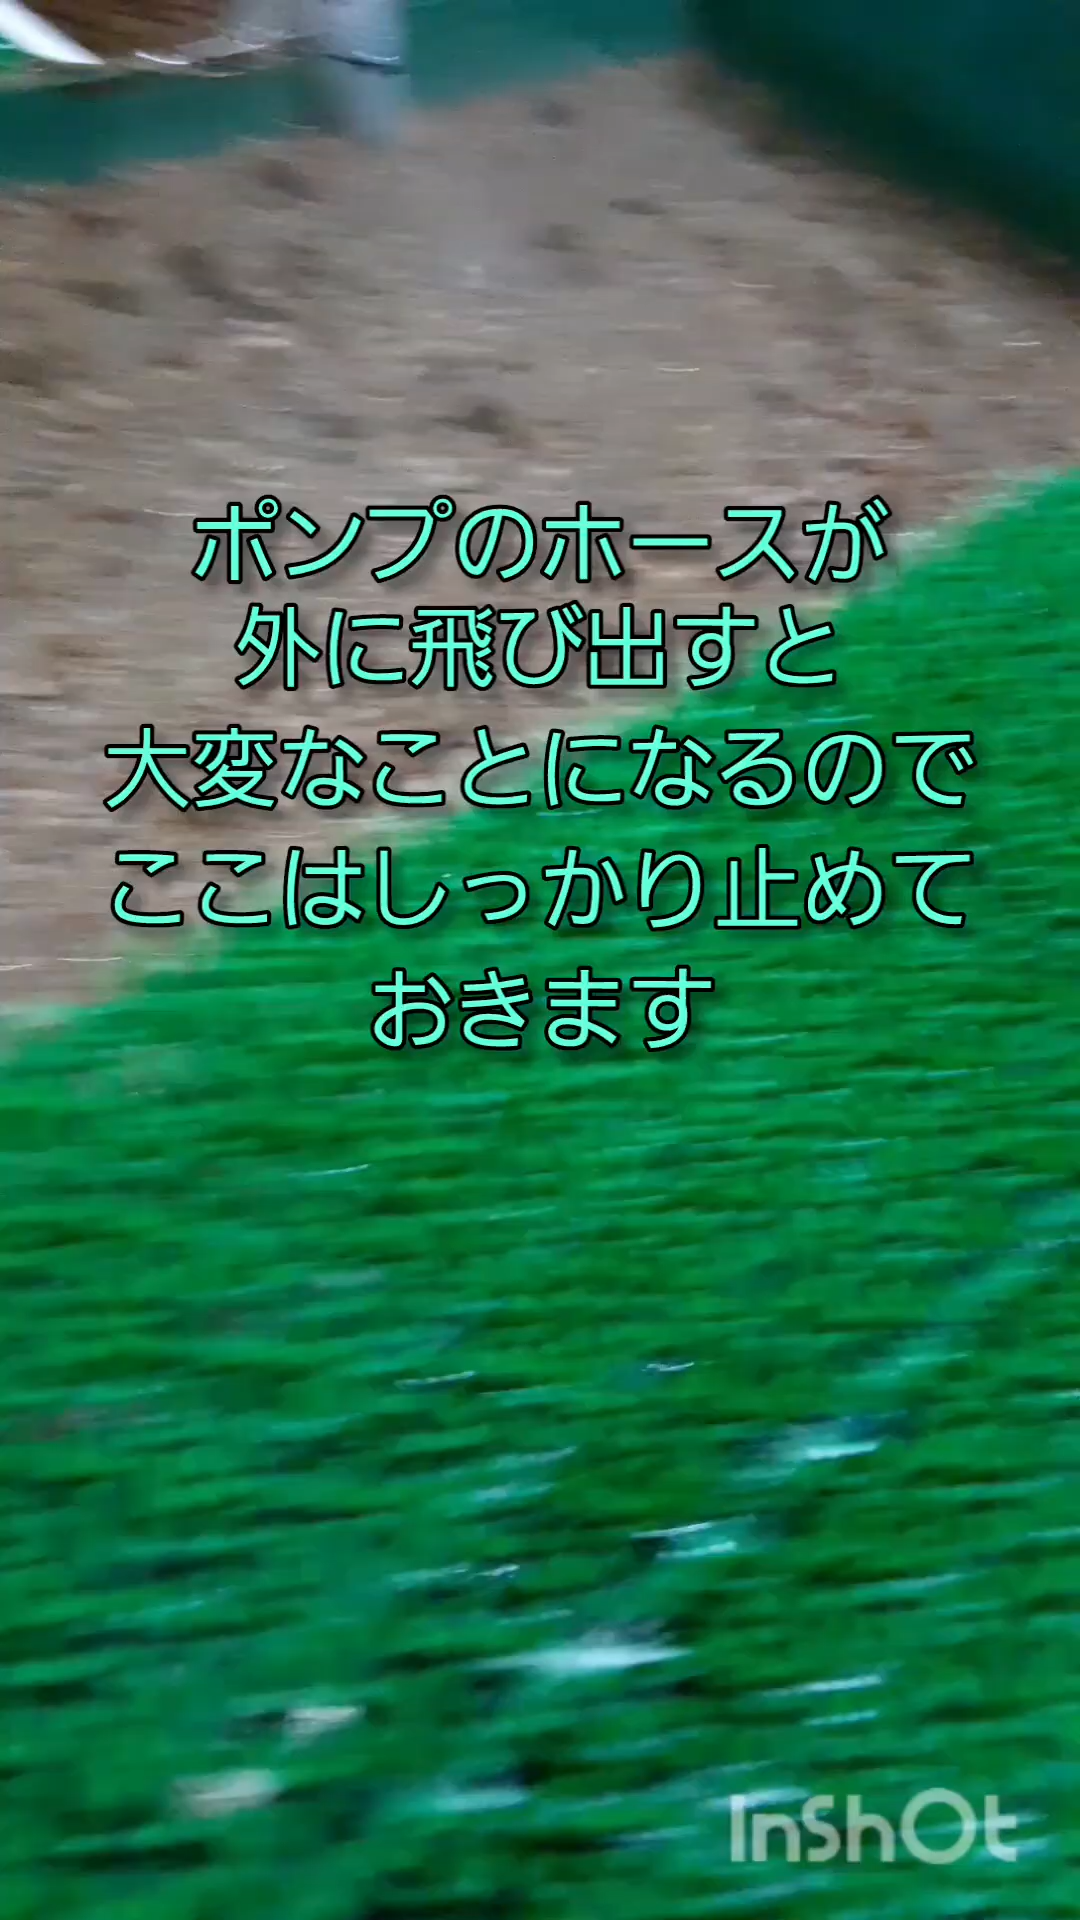 ポンプのホースが
外に飛び出すと
大変なことになるので
ここはしっかり止めて
おきます
InShOt